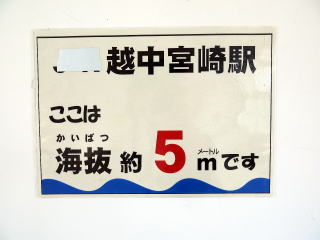 越中宮崎駅
ここは
かいばつ
メートル
海抜約5mです